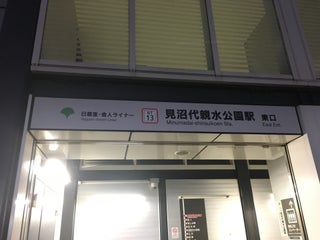 日暮里・舎人ライナー
Nippori-Toneri Liner
NT
13
見沼代親水公園駅
Minumadai-shinsuikoen Sta.
東口
East Ent.